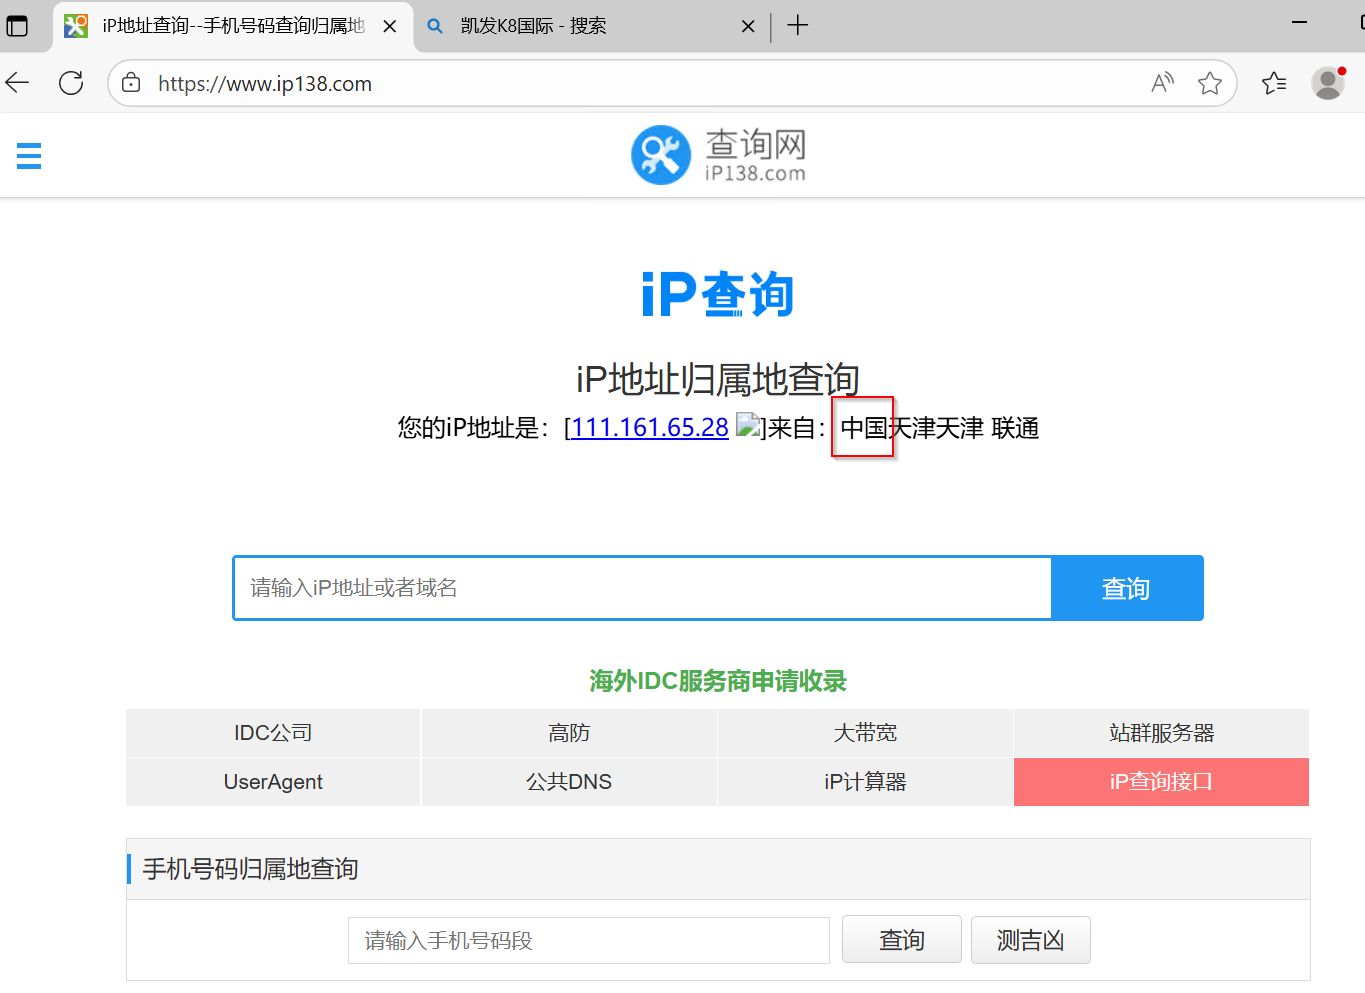 iP地址查询--手机号码查询归属地
凯发K8国际 - 搜索
https://www.ip138.com
查询网
iP138.com
iP查询
iP地址归属地查询
您的iP地址是：[111.161.65.28 ]来自：中国天津天津 联通
请输入iP地址或者域名
查询
海外IDC服务商申请收录
IDC公司 高防 大带宽 站群服务器
UserAgent 公共DNS iP计算器 iP查询接口
手机号码归属地查询
请输入手机号码段 查询 测吉凶